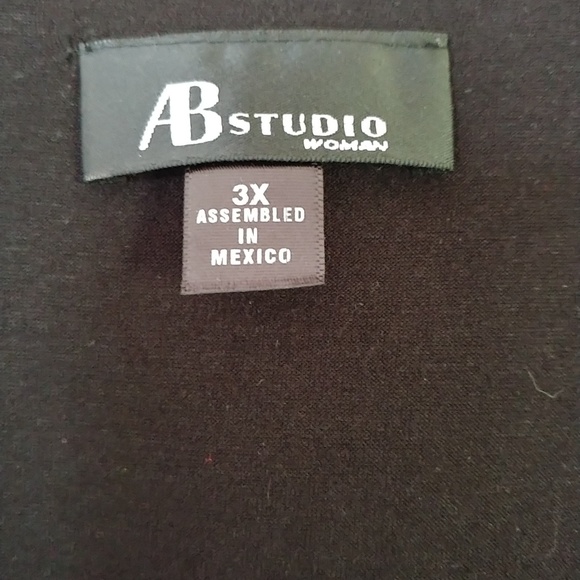 AB STUDIO
WOMAN
3X
ASSEMBLED
IN
MEXICO